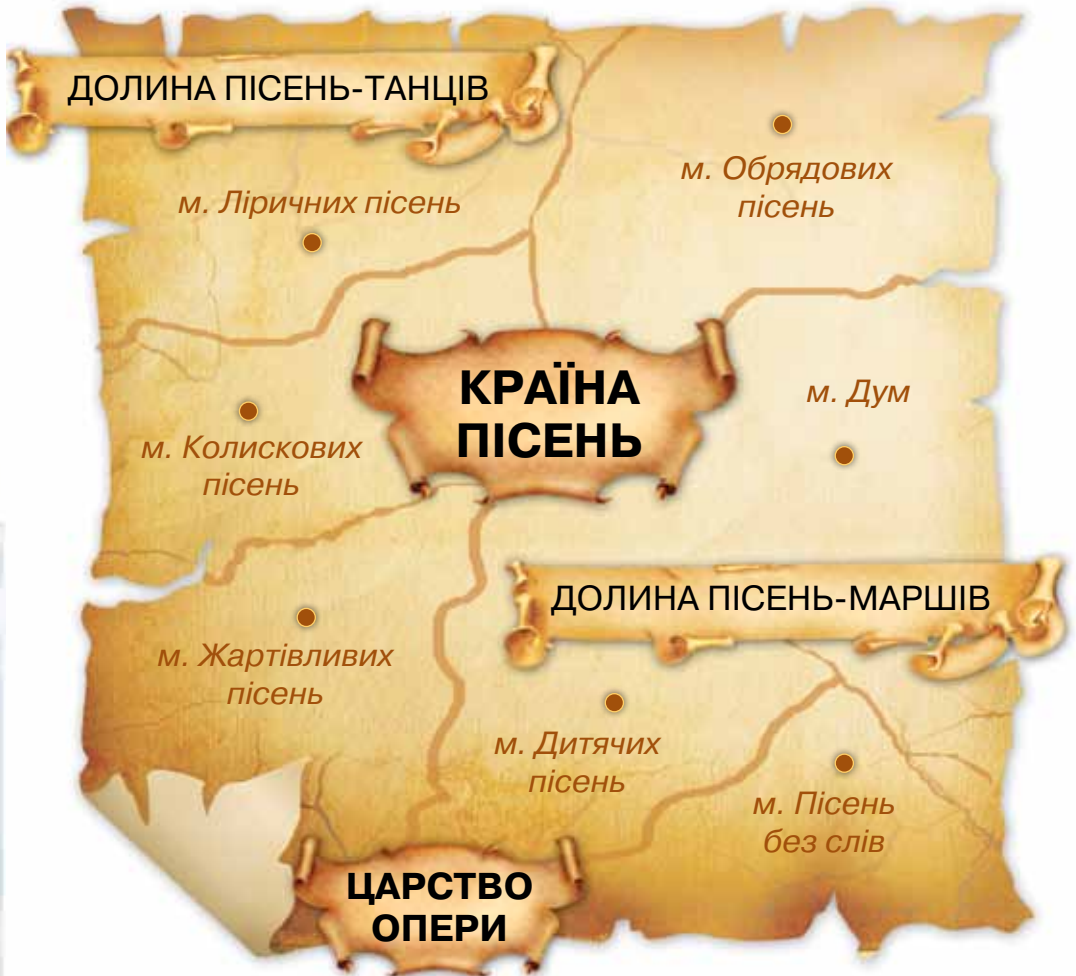 ДОЛИНА ПІСЕНЬ-ТАНЦІВ
м. Обрядових
пісень
м. Ліричних пісень
КРАЇНА
ПІСЕНЬ
м. Дум
м. Колискових
пісень
ДОЛИНА ПІСЕНЬ-МАРШІВ
м. Жартівливих
пісень
м. Дитячих
пісень
м. Пісень
без слів
ЦАРСТВО
ОПЕРИ